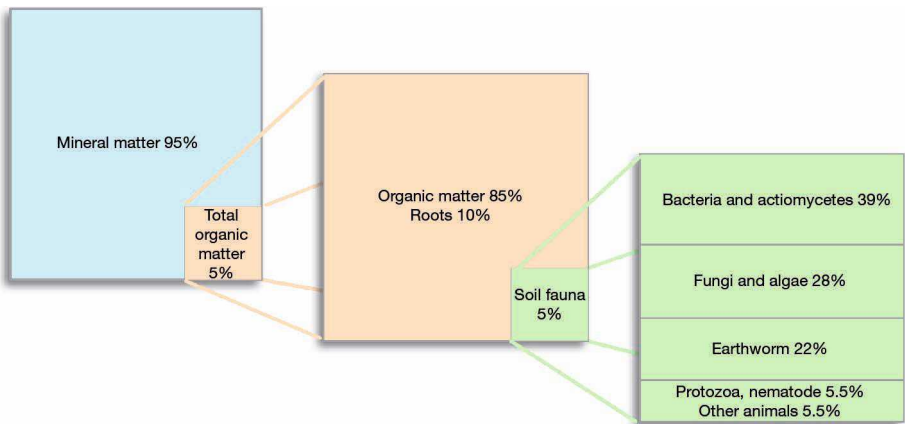 Mineral matter 95%
Total
organic
matter
5%
Organic matter 85%
Roots 10%
Soil fauna
5%
Bacteria and actiomycetes 39%
Fungi and algae 28%
Earthworm 22%
Protozoa, nematode 5.5%
Other animals 5.5%